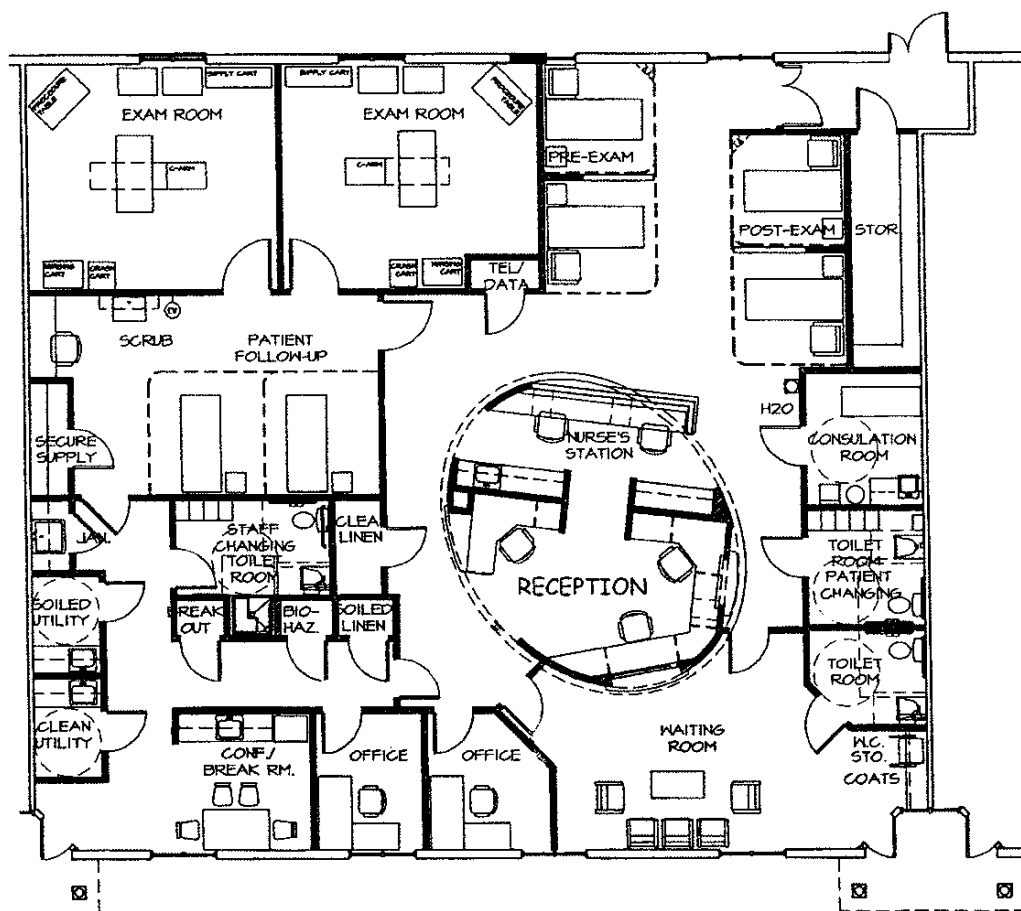 SUPPLY CART
SUPPLY CART
PROCEDURE
TABLE
PROCEDURE
TABLE
EXAM ROOM
EXAM ROOM
C-ARM
C-ARM
PRE-EXAM
POST-EXAM
STOR.
CRASH
CART
CRASH
CART
TEL/
DATA
SCRUB
PATIENT
FOLLOW-UP
H2O
SECURE
SUPPLY
NURSE'S
STATION
CONSULATION
ROOM
JAN.
STAFF
CHANGING
TOILET
ROOM
CLEAN
LINEN
TOILET
ROOM
PATIENT
CHANGING
RECEPTION
SOILED
UTILITY
BREAK
OUT
BIO-
HAZ.
SOILED
LINEN
TOILET
ROOM
CLEAN
UTILITY
CONF/
BREAK RM.
OFFICE
OFFICE
WAITING
ROOM
W.C.
STO.
COATS